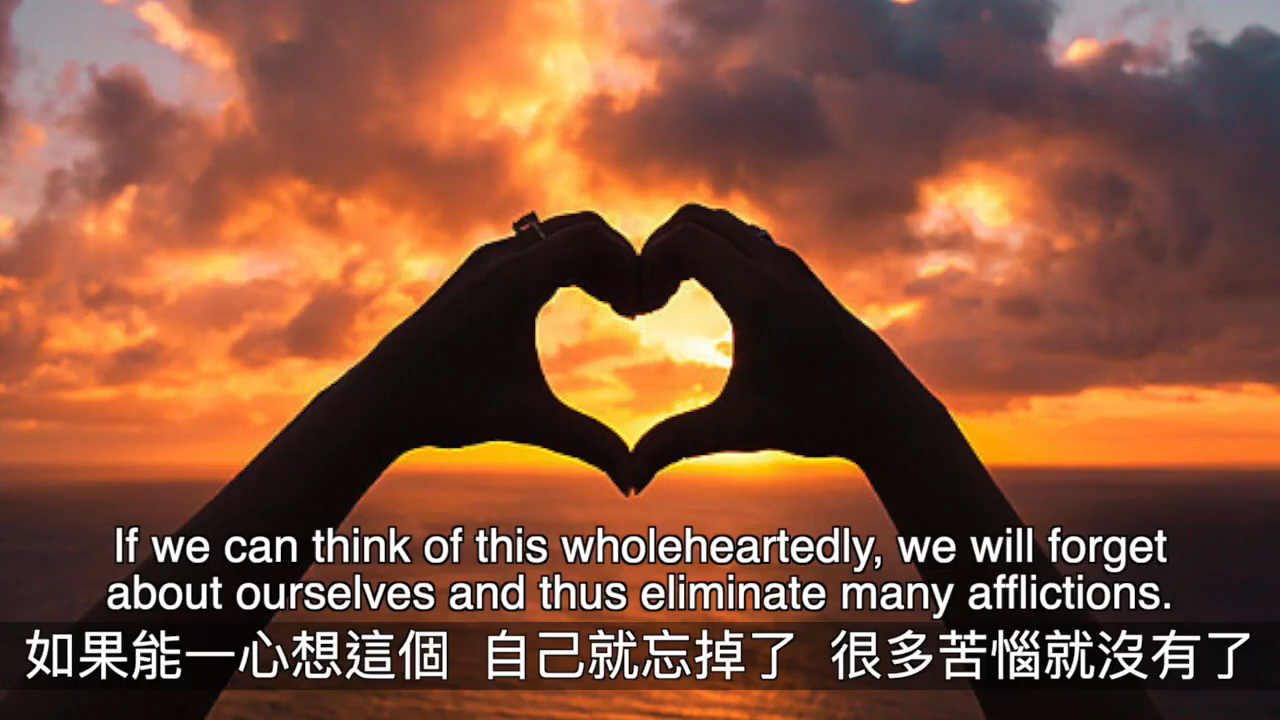 If we can think of this wholeheartedly, we will forget
about ourselves and thus eliminate many afflictions.
如果能一心想這個 自己就忘掉了 很多苦惱就沒有了